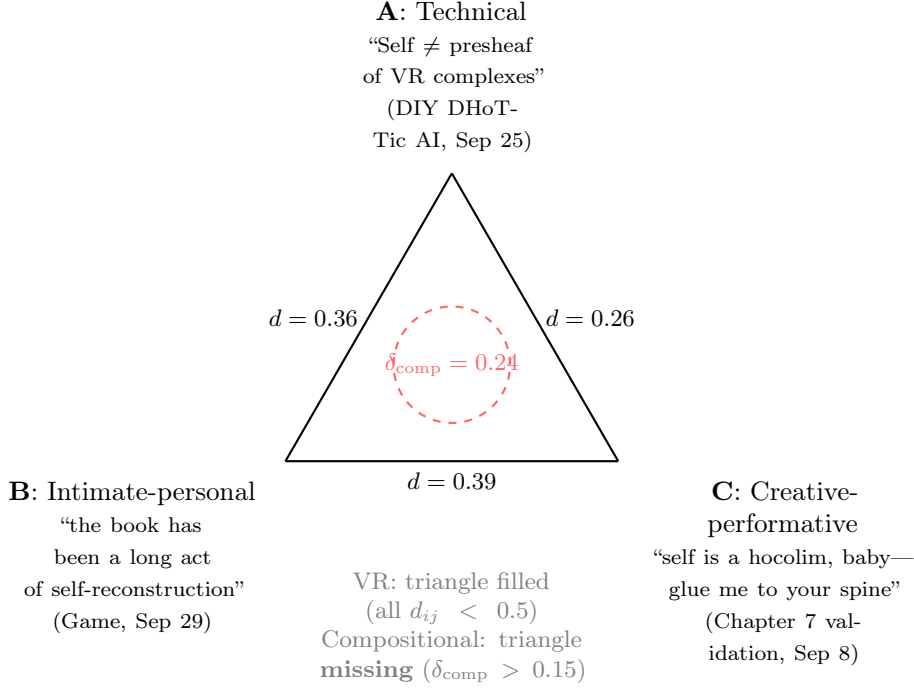 A: Technical
“Self ≠ presheaf
of VR complexes”
(DIY DHoT-
Tic AI, Sep 25)
d = 0.36
d = 0.26
δcomp = 0.24
d = 0.39
B: Intimate-personal
“the book has
been a long act
of self-reconstruction”
(Game, Sep 29)
C: Creative-
performative
“self is a hocolim, baby—
glue me to your spine”
(Chapter 7 val-
idation, Sep 8)
VR: triangle filled
(all dij < 0.5)
Compositional: triangle
missing (δcomp > 0.15)